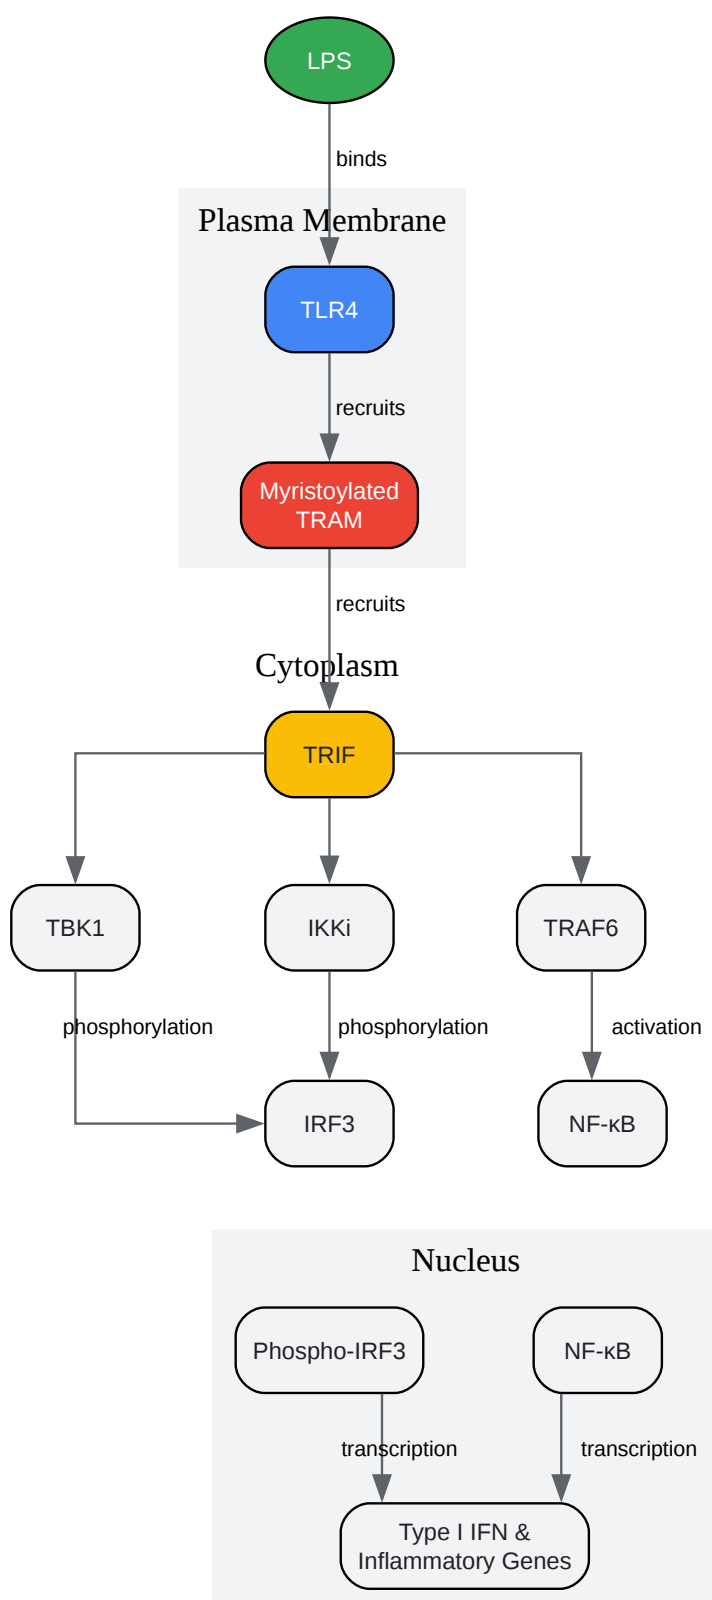 LPS
binds
Plasma Membrane
TLR4
recruits
Myristoylated
TRAM
recruits
Cytoplasm
TRIF
TBK1
IKKi
TRAF6
phosphorylation
phosphorylation
activation
IRF3
NF-κB
Nucleus
Phospho-IRF3
NF-κB
transcription
transcription
Type I IFN &
Inflammatory Genes